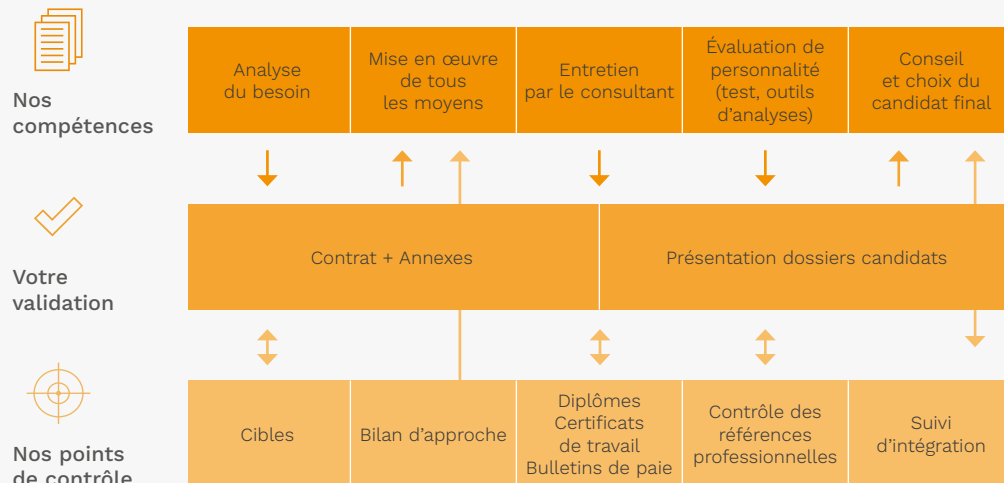 Nos
compétences
Analyse
du besoin
Mise en œuvre
de tous
les moyens
Entretien
par le consultant
Évaluation de
personnalité
(test, outils
d'analyses)
Conseil
et choix du
candidat final
Votre
validation
Contrat + Annexes
Présentation dossiers candidats
Nos points
de contrôle
Cibles
Bilan d'approche
Diplômes
Certificats
de travail
Bulletins de paie
Contrôle des
références
professionnelles
Suivi
d'intégration